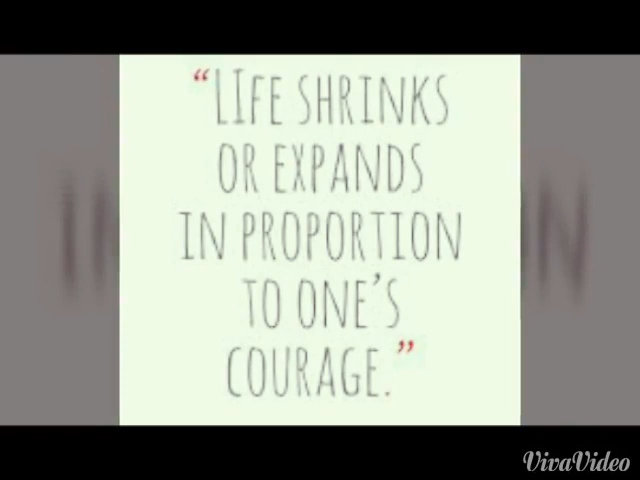 “LIFE SHRINKS
OR EXPANDS
IN PROPORTION
TO ONE’S
COURAGE.”
VivaVideo